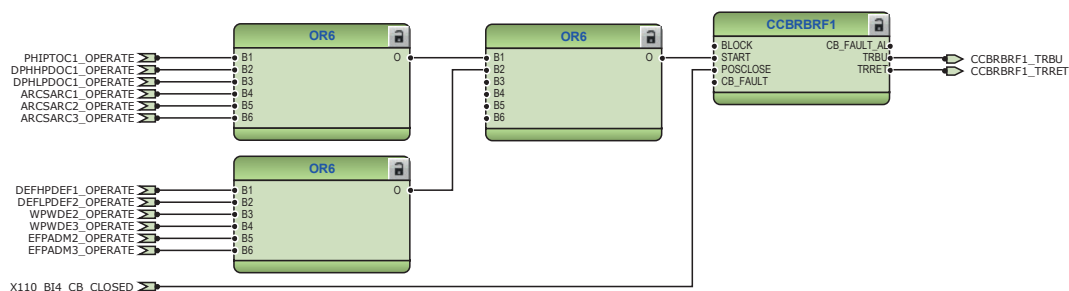 CCBRBRF1
OR6
OR6
BLOCK CB_FAULT_AL
PHIPTOC1_OPERATE B1 O B1 O START TRBU CCBRBRF1_TRBU
DPHHPDOC1_OPERATE B2 B2 POSCLOSE TRRET CCBRBRF1_TRRET
DPHLPDOC1_OPERATE B3 B3 CB_FAULT
ARCSARC1_OPERATE B4 B4
ARCSARC2_OPERATE B5 B5
ARCSARC3_OPERATE B6 B6
OR6
DEFHPDEF1_OPERATE B1 O
DEFLPDEF2_OPERATE B2
WPWDE2_OPERATE B3
WPWDE3_OPERATE B4
EFPADM2_OPERATE B5
EFPADM3_OPERATE B6
X110_BI4_CB_CLOSED